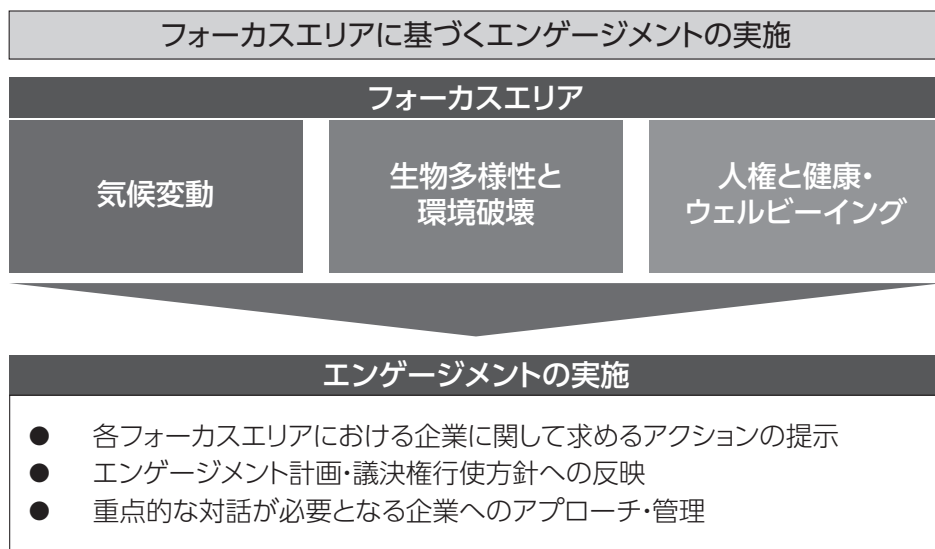 フォーカスエリアに基づくエンゲージメントの実施
フォーカスエリア
気候変動
生物多様性と
環境破壊
人権と健康・
ウェルビーイング
エンゲージメントの実施
● 各フォーカスエリアにおける企業に関して求めるアクションの提示
● エンゲージメント計画・議決権行使方針への反映
● 重点的な対話が必要となる企業へのアプローチ・管理